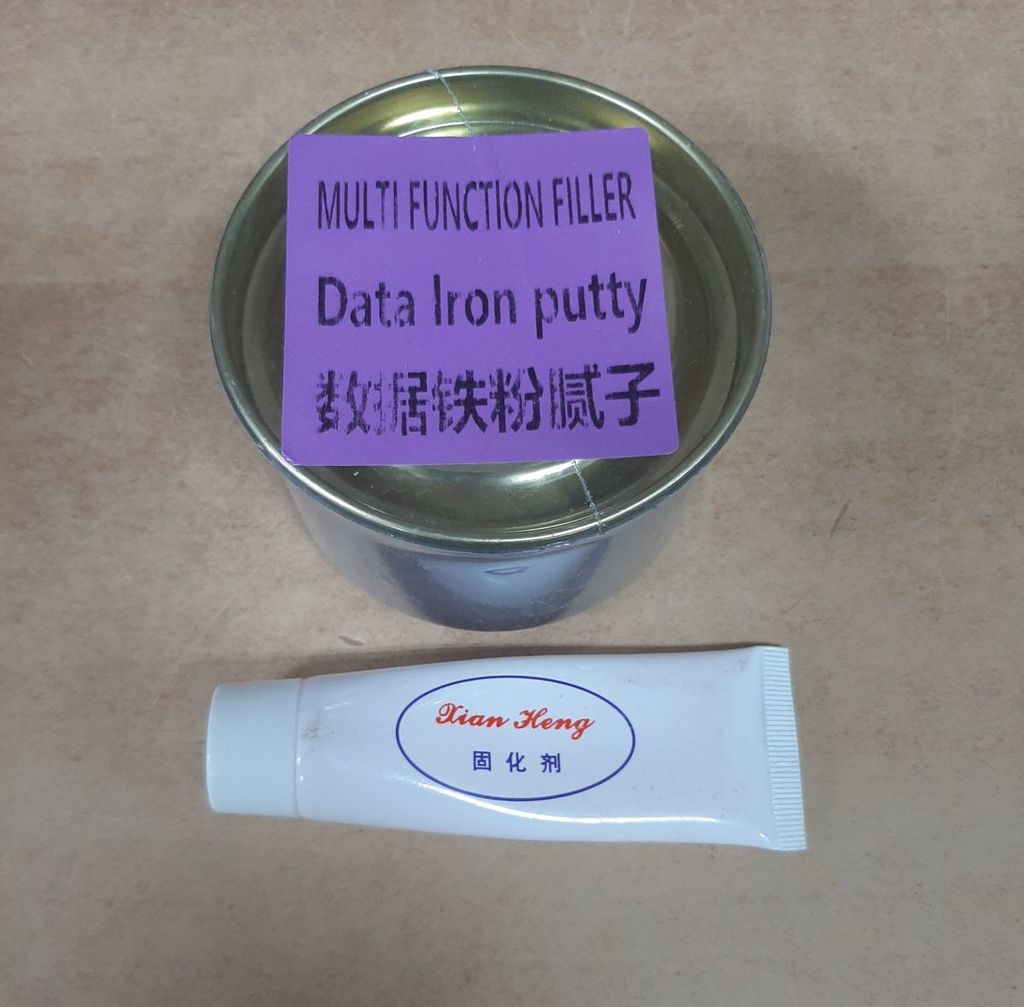 MULTI FUNCTION FILLER
Data Iron putty
数据铁粉腻子
Xian Heng
固化剂